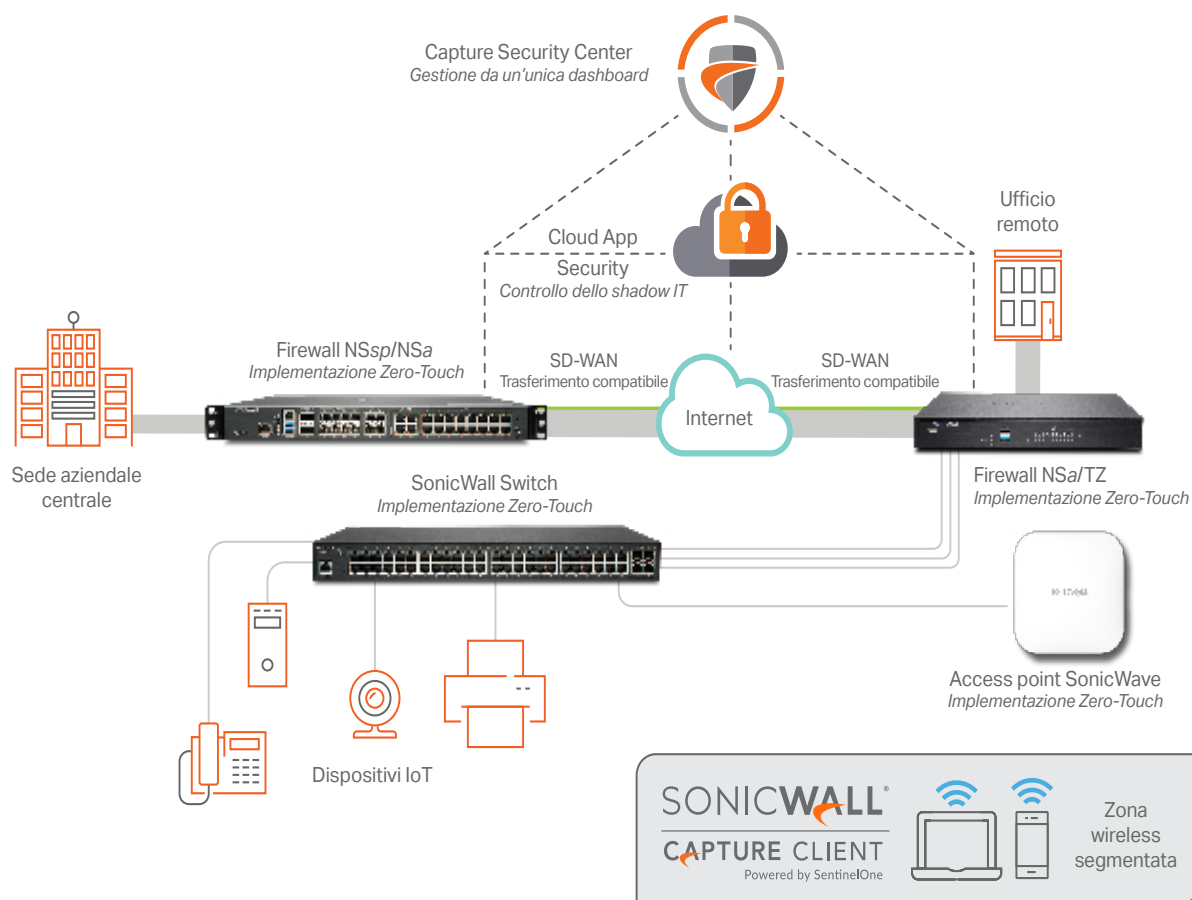 Capture Security Center
Gestione da un'unica dashboard
Ufficio
remoto
Cloud App
Security
Controllo dello shadow IT
Firewall NSsp/NSa
Implementazione Zero-Touch
SD-WAN
Trasferimento compatibile
SD-WAN
Trasferimento compatibile
Internet
Sede aziendale
centrale
SonicWall Switch
Implementazione Zero-Touch
Firewall NSa/TZ
Implementazione Zero-Touch
Access point SonicWave
Implementazione Zero-Touch
Dispositivi IoT
SONICWALL®
CAPTURE CLIENT
Powered by SentinelOne
Zona
wireless
segmentata